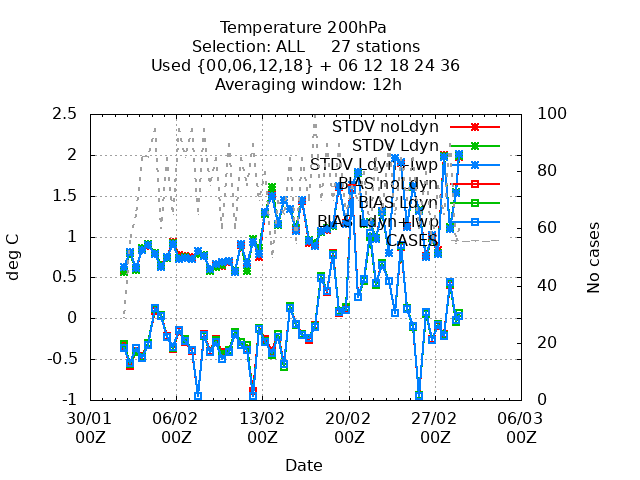 Temperature 200hPa
Selection: ALL     27 stations
Used {00,06,12,18} + 06 12 18 24 36
Averaging window: 12h
2.5
2
1.5
1
0.5
0
-0.5
-1
deg C
100
80
60
40
20
0
No cases
STDV noLdyn
STDV Ldyn
STDV Ldyn+lwp
BIAS noLdyn
BIAS Ldyn
BIAS Ldyn+lwp
CASES
30/01 06/02 13/02 20/02 27/02 06/03
00Z 00Z 00Z 00Z 00Z 00Z
Date